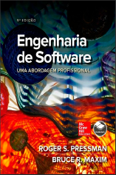 Engenharia
de Software
UMA ABORDAGEM PROFISSIONAL
ROGER S. PRESSMAN
BRUCE R. MAXIM